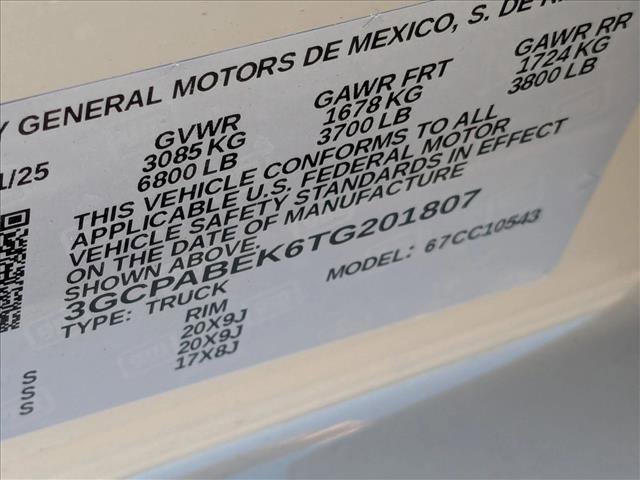 Y GENERAL MOTORS DE MEXICO, S. DE
1/25
GVWR
3085 KG
6800 LB
GAWR FRT
1678 KG
3700 LB
GAWR RR
1724 KG
3800 LB
THIS VEHICLE CONFORMS TO ALL
APPLICABLE U.S. FEDERAL MOTOR
VEHICLE SAFETY STANDARDS IN EFFECT
ON THE DATE OF MANUFACTURE
SHOWN ABOVE.
3GCPABEK6TG201807
TYPE: TRUCK
MODEL: 67CC10543
RIM
S 20X9J
S 20X9J
S 17X8J